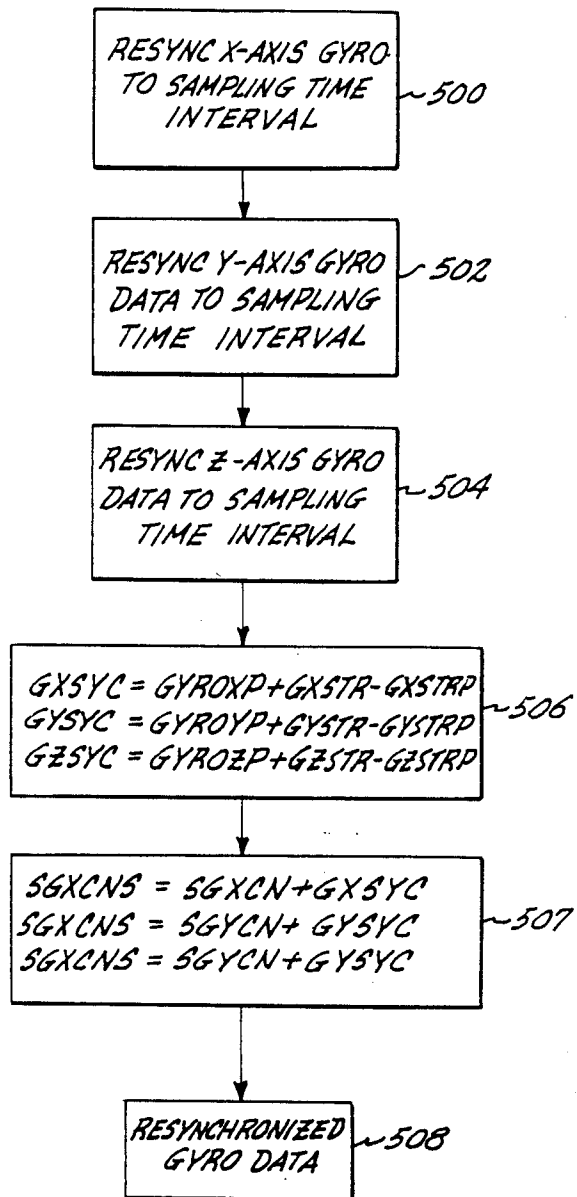 RESYNC X-AXIS GYRO
TO SAMPLING TIME
INTERVAL
500
RESYNC Y-AXIS GYRO
DATA TO SAMPLING
TIME INTERVAL
502
RESYNC Z-AXIS GYRO
DATA TO SAMPLING
TIME INTERVAL
504
GXSYC = GYROXP+GXSTR-GXSTRP
GYSYC = GYROYP+GYSTR-GYSTRP
GZSYC = GYROZP+GZSTR-GZSTRP
506
SGXCNS = SGXCN+GXSYC
SGXCNS = SGYCN+ GYSYC
SGXCNS = SGYCN+GYSYC
507
RESYNCHRONIZED
GYRO DATA
508